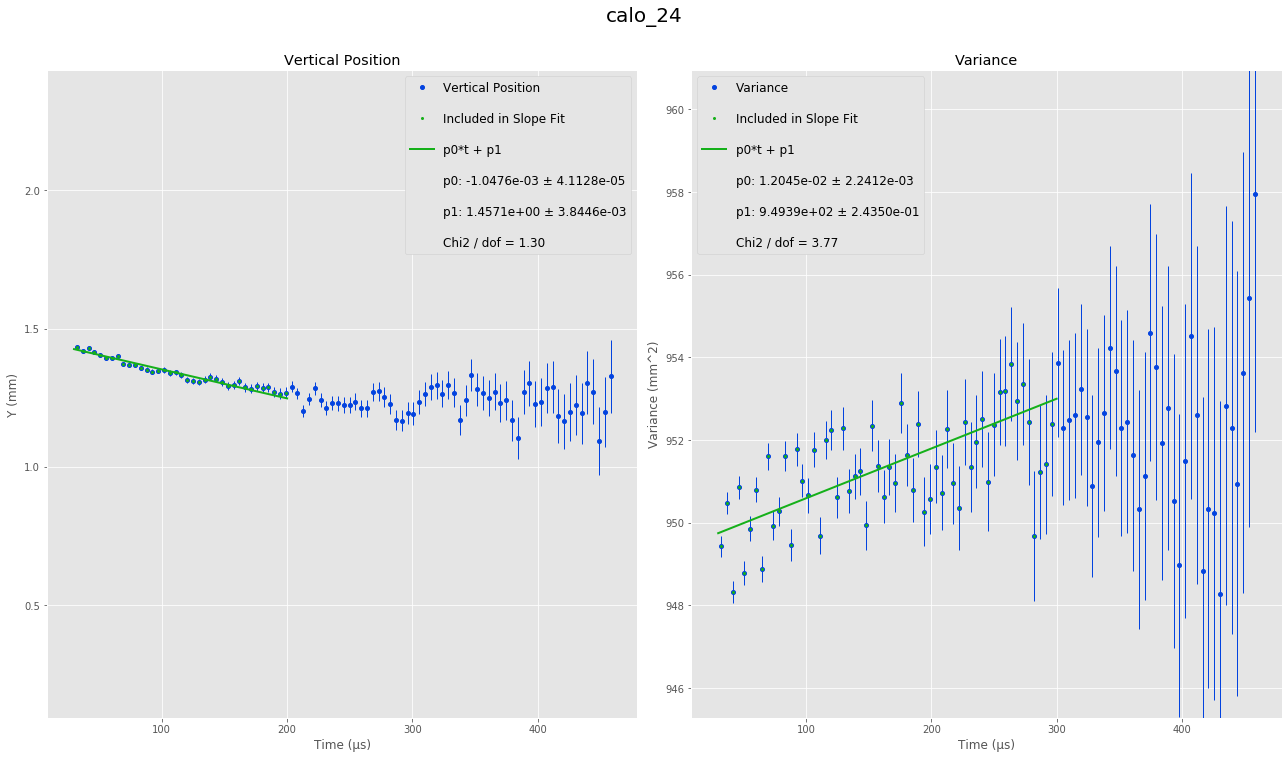 calo_24
Vertical Position
Vertical Position
Included in Slope Fit
p0*t + p1
p0: -1.0476e-03 ± 4.1128e-05
p1: 1.4571e+00 ± 3.8446e-03
Chi2 / dof = 1.30
2.0
1.5
1.0
0.5
Y (mm)
100
200
300
400
Time (μs)
Variance
Variance
Included in Slope Fit
p0*t + p1
p0: 1.2045e-02 ± 2.2412e-03
p1: 9.4939e+02 ± 2.4350e-01
Chi2 / dof = 3.77
960
958
956
954
952
950
948
946
Variance (mm^2)
100
200
300
400
Time (μs)